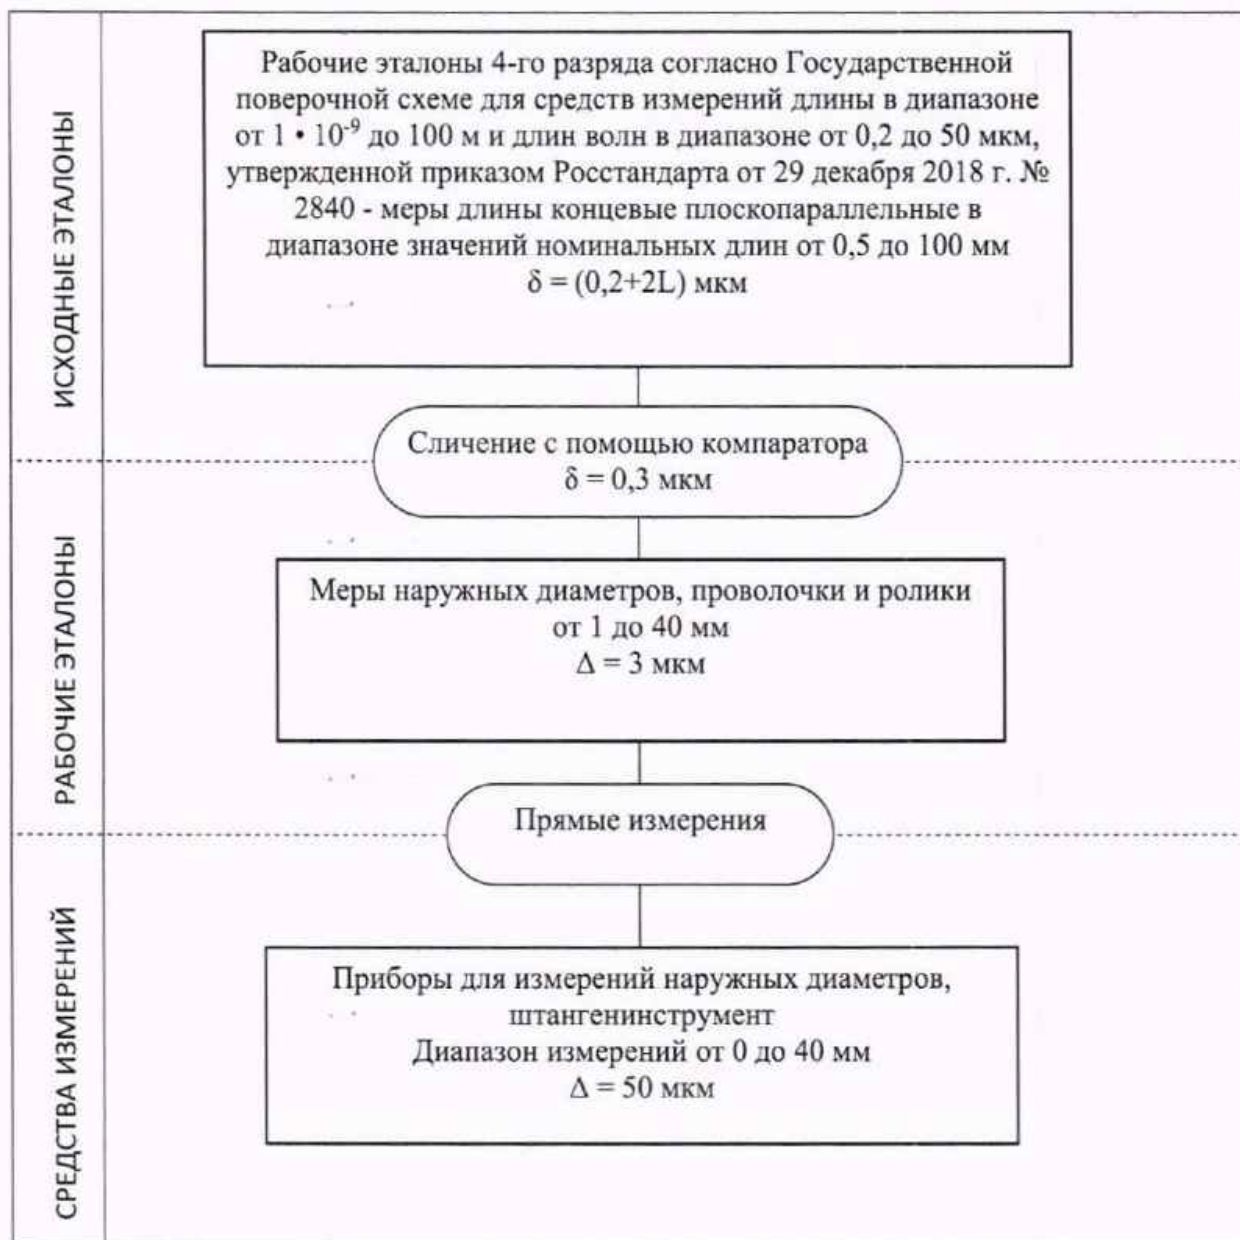 ИСХОДНЫЕ ЭТАЛОНЫ
Рабочие эталоны 4-го разряда согласно Государственной
поверочной схеме для средств измерений длины в диапазоне
от 1 • 10⁻⁹ до 100 м и длин волн в диапазоне от 0,2 до 50 мкм,
утвержденной приказом Росстандарта от 29 декабря 2018 г. №
2840 - меры длины концевые плоскопараллельные в
диапазоне значений номинальных длин от 0,5 до 100 мм
δ = (0,2+2L) мкм
Сличение с помощью компаратора
δ = 0,3 мкм
РАБОЧИЕ ЭТАЛОНЫ
Меры наружных диаметров, проволочки и ролики
от 1 до 40 мм
Δ = 3 мкм
Прямые измерения
СРЕДСТВА ИЗМЕРЕНИЙ
Приборы для измерений наружных диаметров,
штангенинструмент
Диапазон измерений от 0 до 40 мм
Δ = 50 мкм